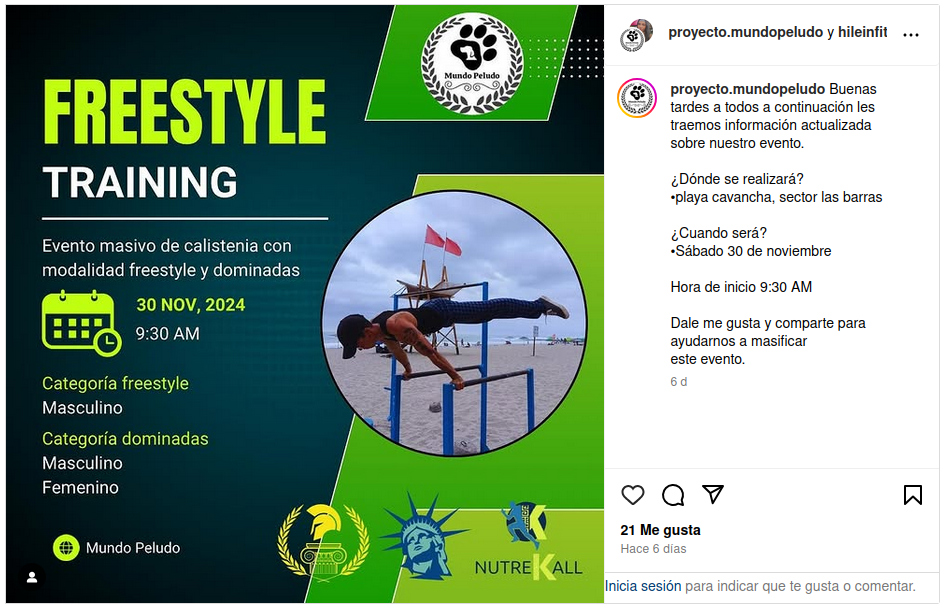 Mundo Peludo
FREESTYLE
TRAINING
Evento masivo de calistenia con
modalidad freestyle y dominadas
30 NOV, 2024
9:30 AM
Categoría freestyle
Masculino
Categoría dominadas
Masculino
Femenino
Mundo Peludo
NUTREKALL
proyecto.mundopeludo y hileinfit
proyecto.mundopeludo Buenas
tardes a todos a continuación les
traemos información actualizada
sobre nuestro evento.
¿Dónde se realizará?
•playa cavancha, sector las barras
¿Cuando será?
•Sábado 30 de noviembre
Hora de inicio 9:30 AM
Dale me gusta y comparte para
ayudarnos a masificar
este evento.
6 d
21 Me gusta
Hace 6 días
Inicia sesión para indicar que te gusta o comentar.